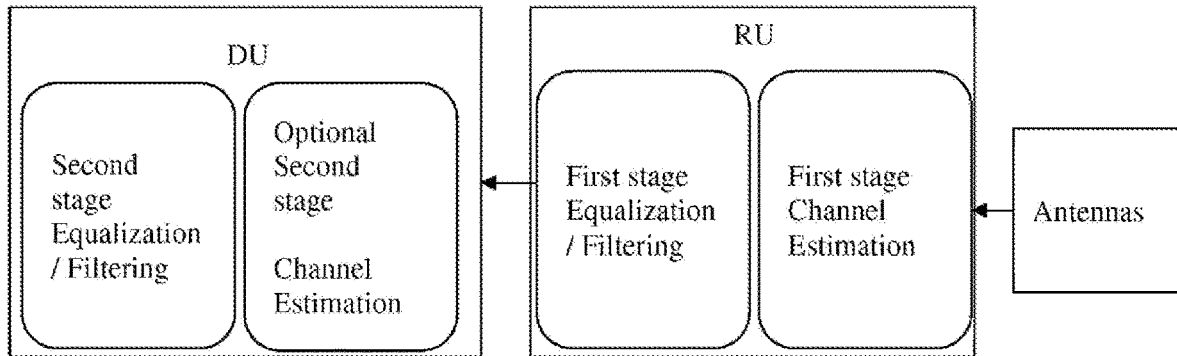 DU
Second
stage
Equalization
/ Filtering
Optional
Second
stage
Channel
Estimation
RU
First stage
Equalization
/ Filtering
First stage
Channel
Estimation
Antennas